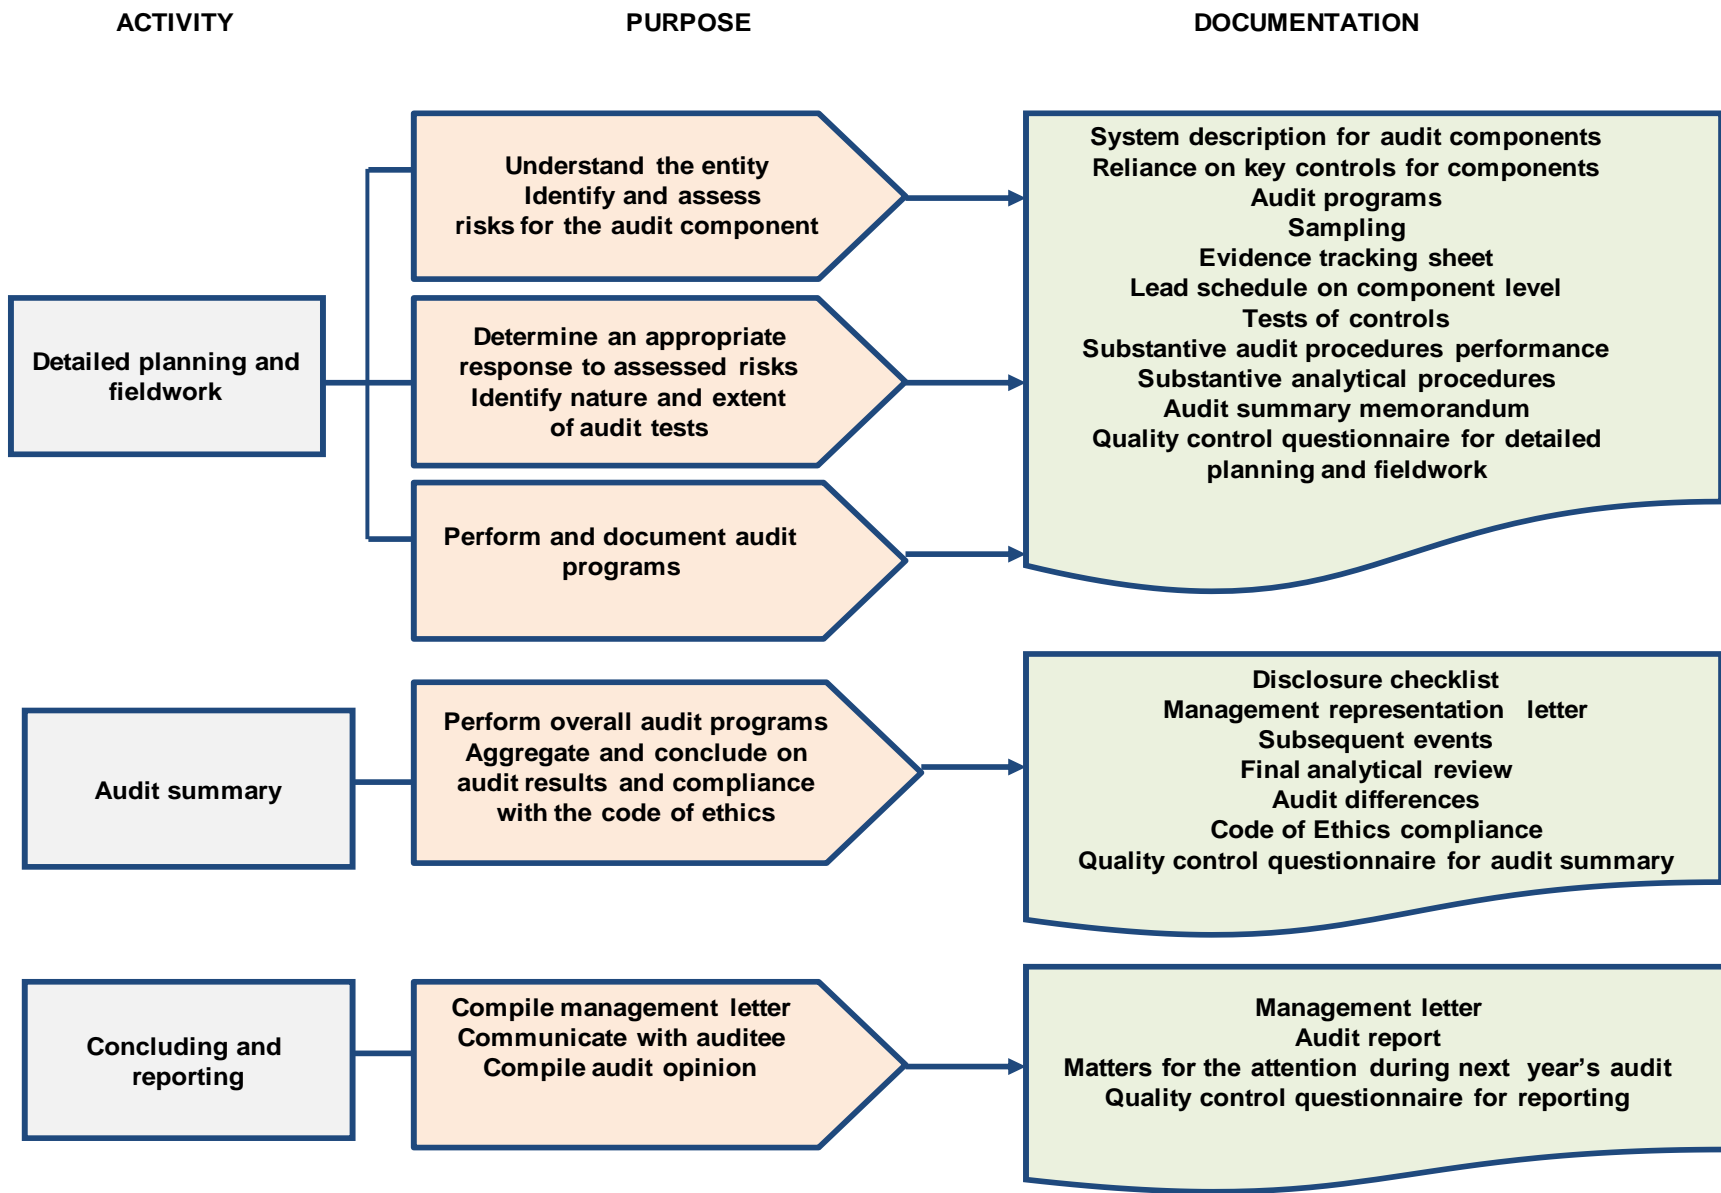 ACTIVITY
PURPOSE
DOCUMENTATION
Detailed planning and
fieldwork
Understand the entity
Identify and assess
risks for the audit component
Determine an appropriate
response to assessed risks
Identify nature and extent
of audit tests
Perform and document audit
programs
System description for audit components
Reliance on key controls for components
Audit programs
Sampling
Evidence tracking sheet
Lead schedule on component level
Tests of controls
Substantive audit procedures performance
Substantive analytical procedures
Audit summary memorandum
Quality control questionnaire for detailed
planning and fieldwork
Audit summary
Perform overall audit programs
Aggregate and conclude on
audit results and compliance
with the code of ethics
Disclosure checklist
Management representation letter
Subsequent events
Final analytical review
Audit differences
Code of Ethics compliance
Quality control questionnaire for audit summary
Concluding and
reporting
Compile management letter
Communicate with auditee
Compile audit opinion
Management letter
Audit report
Matters for the attention during next year's audit
Quality control questionnaire for reporting